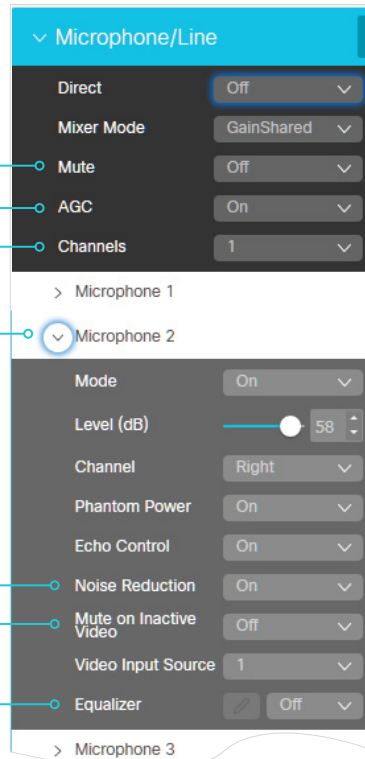 Microphone/Line
Direct Off
Mixer Mode GainShared
Mute Off
AGC On
Channels 1
Microphone 1
Microphone 2
Mode On
Level (dB) 58
Channel Right
Phantom Power On
Echo Control On
Noise Reduction On
Mute on Inactive
Video Off
Video Input Source 1
Equalizer Off
Microphone 3